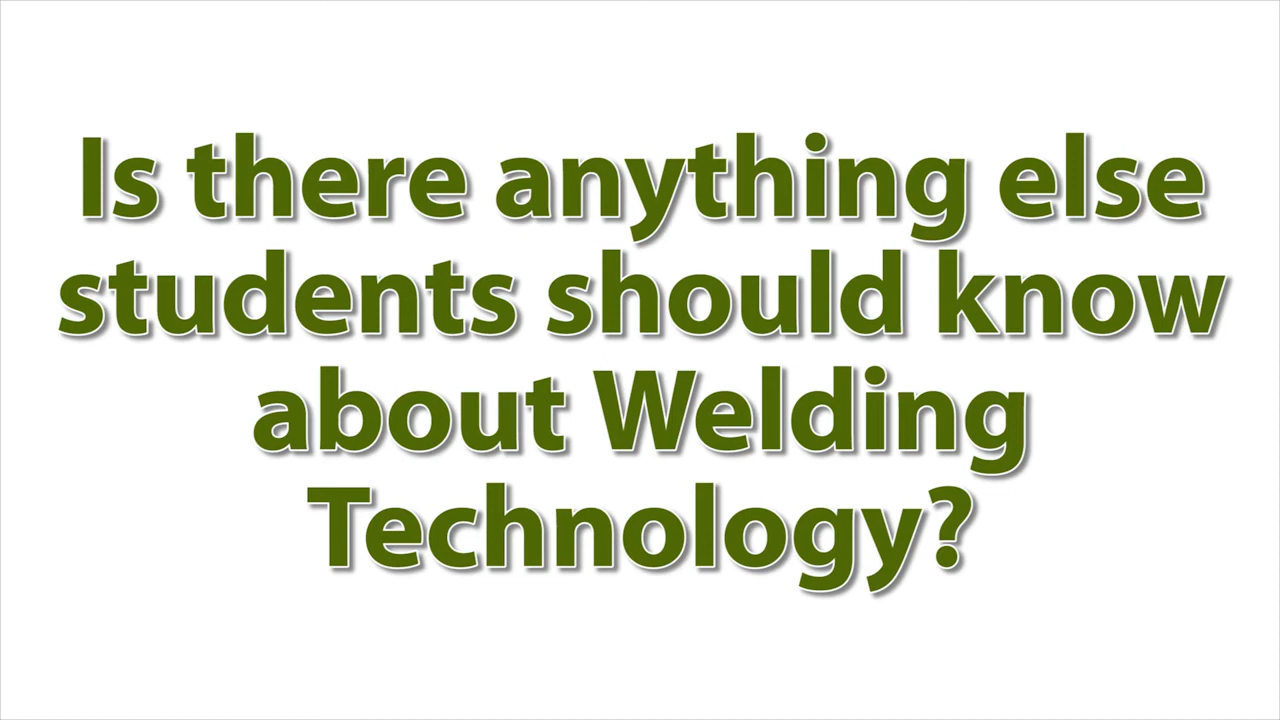 Is there anything else
students should know
about Welding
Technology?